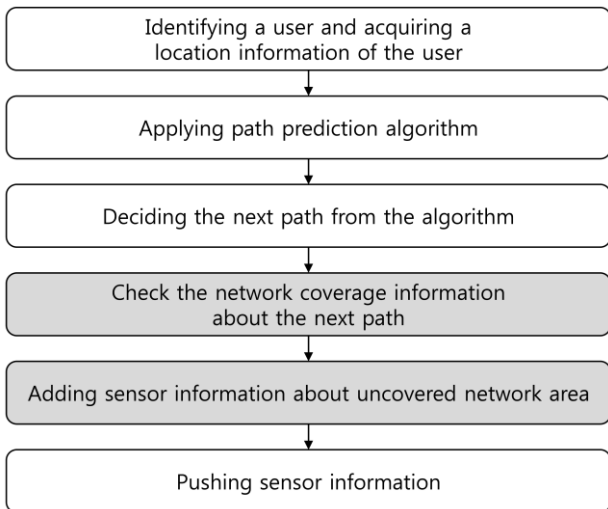 Identifying a user and acquiring a
location information of the user
Applying path prediction algorithm
Deciding the next path from the algorithm
Check the network coverage information
about the next path
Adding sensor information about uncovered network area
Pushing sensor information